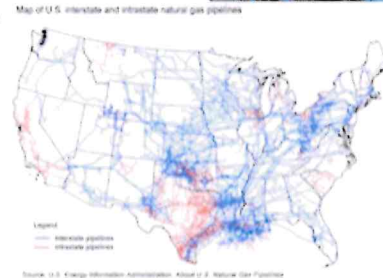 Map of U.S. interstate and intrastate natural gas pipelines
Legend
Interstate pipelines
Intrastate pipelines
Source: U.S. Energy Information Administration, About U.S. Natural Gas Pipelines